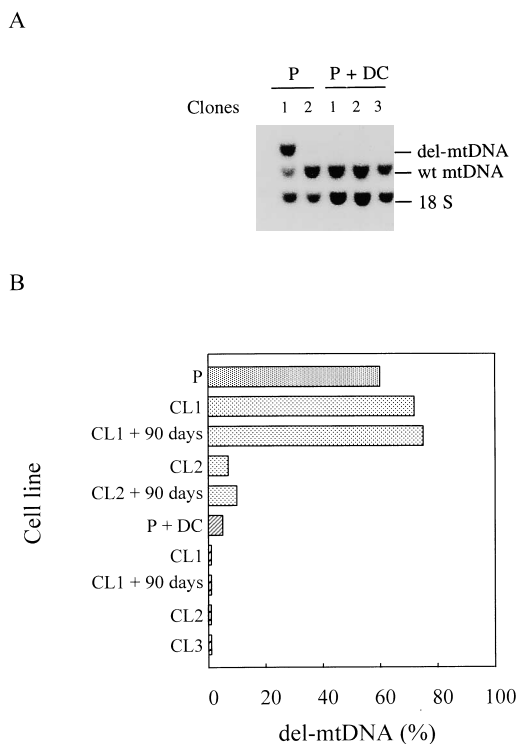 A
P P + DC
Clones 1 2 1 2 3
del-mtDNA
wt mtDNA
18 S
B
Cell line
P
CL1
CL1 + 90 days
CL2
CL2 + 90 days
P + DC
CL1
CL1 + 90 days
CL2
CL3
0 20 40 60 80 100
del-mtDNA (%)